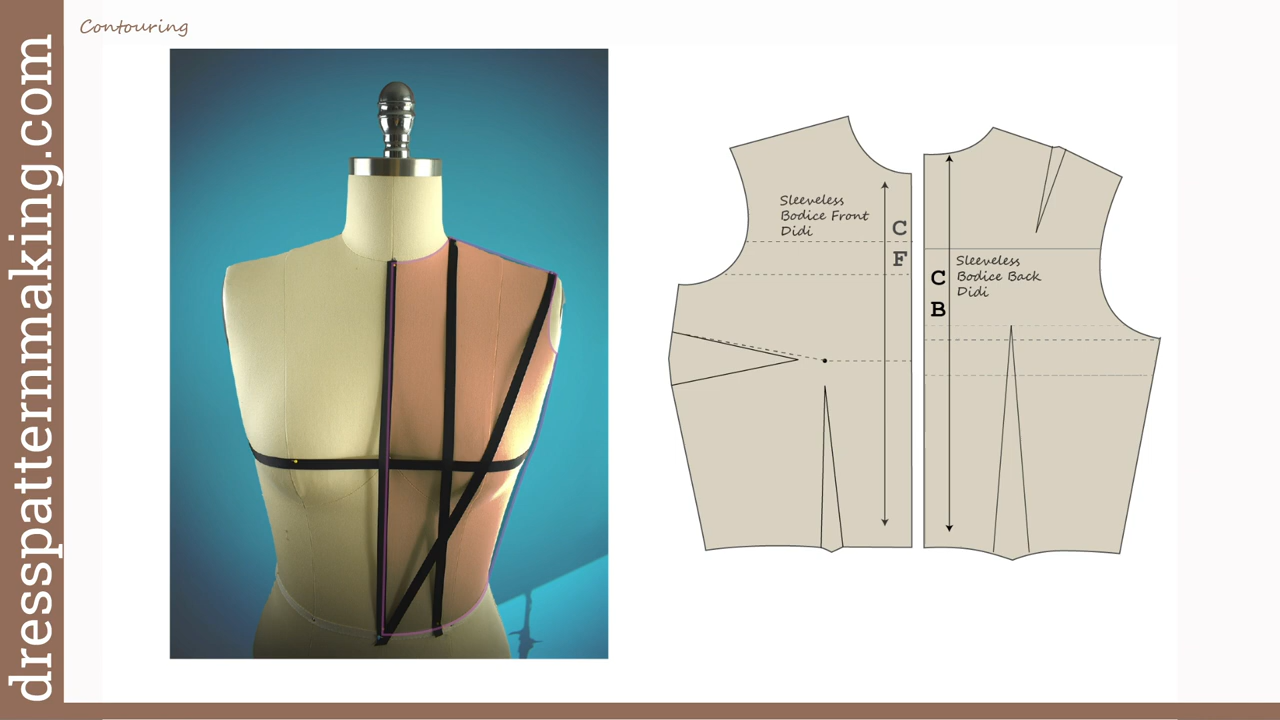 Contouring
dresspatternmaking.com
Sleeveless
Bodice Front
Didi
C
F
Sleeveless
Bodice Back
Didi
C
B